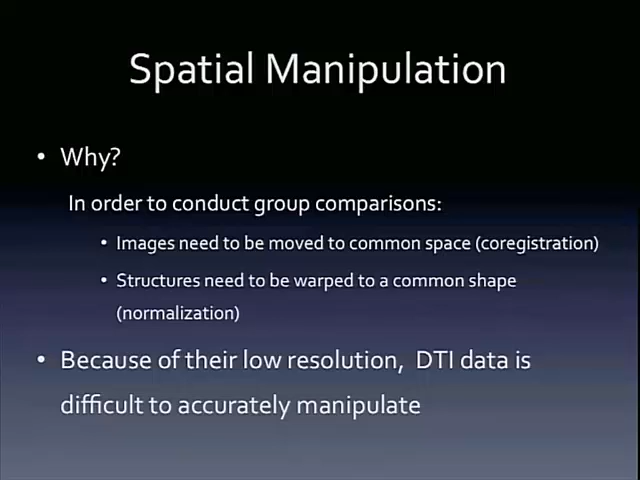 Spatial Manipulation
• Why?
In order to conduct group comparisons:
• Images need to be moved to common space (coregistration)
• Structures need to be warped to a common shape
(normalization)
• Because of their low resolution, DTI data is
difficult to accurately manipulate